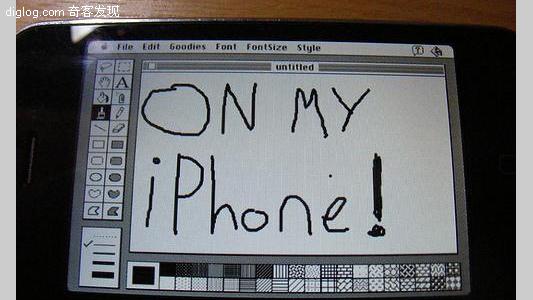 diglog.com 奇客发现
File Edit Goodies Font FontSize Style
untitled
A
ON MY
iPhone!